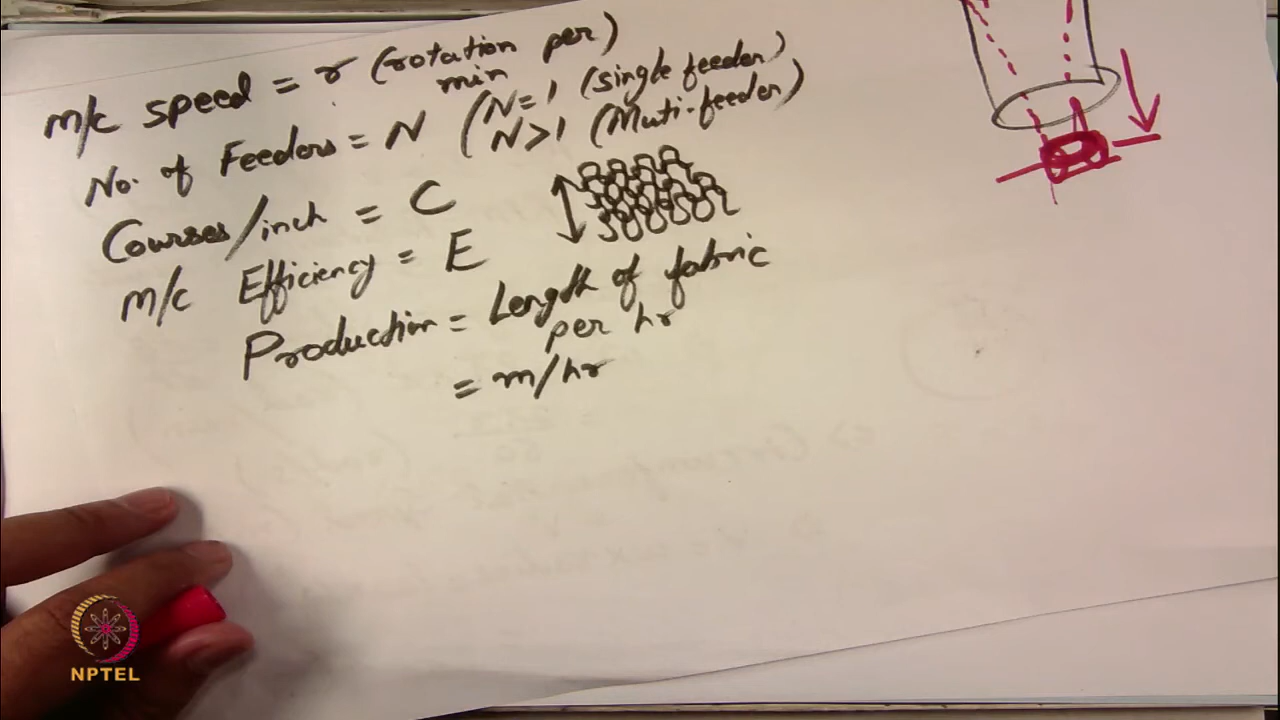 m/c speed = r (rotation per min)
No. of Feeders = N (N=1 (single feeder)
N>1 (Muti-feeder)
Courses/inch = C
m/c Efficiency = E
Production = Length of fabric
per hr
= m/hr
NPTEL